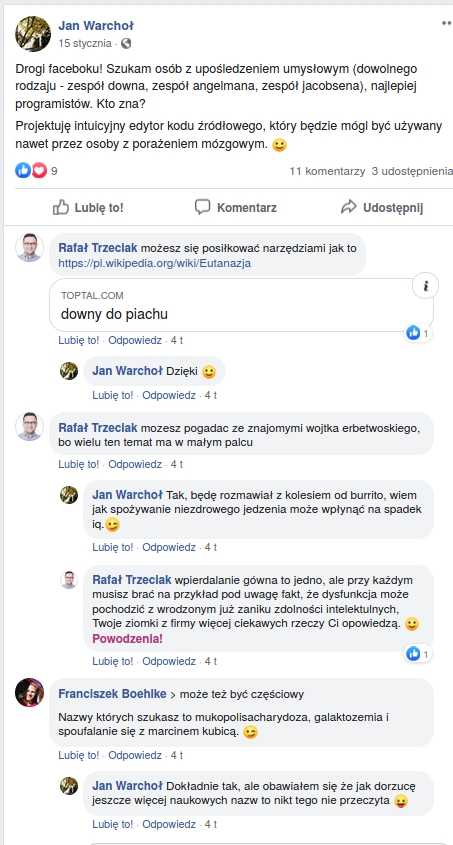 Jan Warchoł
15 stycznia ·
Drogi faceboku! Szukam osób z upośledzeniem umysłowym (dowolnego
rodzaju - zespół downa, zespół angelmana, zespół jacobsena), najlepiej
programistów. Kto zna?
Projektuję intuicyjny edytor kodu źródłowego, który będzie mógl być używany
nawet przez osoby z porażeniem mózgowym. 😉
9
11 komentarzy 3 udostępnienia
Lubię to! Komentarz Udostępnij
Rafał Trzeciak możesz się posiłkować narzędziami jak to
https://pl.wikipedia.org/wiki/Eutanazja
TOPTAL.COM
downy do piachu
1
Lubię to! · Odpowiedz · 4 t
Jan Warchoł Dzięki 😉
Lubię to! · Odpowiedz · 4 t
Rafał Trzeciak mozesz pogadac ze znajomymi wojtka erbetwoskiego,
bo wielu ten temat ma w małym palcu
Lubię to! · Odpowiedz · 4 t
Jan Warchoł Tak, będę rozmawiał z kolesiem od burrito, wiem
jak spożywanie niezdrowego jedzenia może wpłynąć na spadek
iq.😉
Lubię to! · Odpowiedz · 4 t
Rafał Trzeciak wpierdalanie gówna to jedno, ale przy każdym
musisz brać na przykład pod uwagę fakt, że dysfunkcja może
pochodzić z wrodzonym już zaniku zdolności intelektulnych,
Twoje ziomki z firmy więcej ciekawych rzeczy Ci opowiedzą. 🙂
Powodzenia!
1
Lubię to! · Odpowiedz · 4 t
Franciszek Boehlke > może też być częściowy
Nazwy których szukasz to mukopolisacharydoza, galaktozemia i
spoufalanie się z marcinem kubicą. 😉
Lubię to! · Odpowiedz · 4 t
Jan Warchoł Dokładnie tak, ale obawiałem się że jak dorzucę
jeszcze więcej naukowych nazw to nikt tego nie przeczyta 😛
Lubię to! · Odpowiedz · 4 t